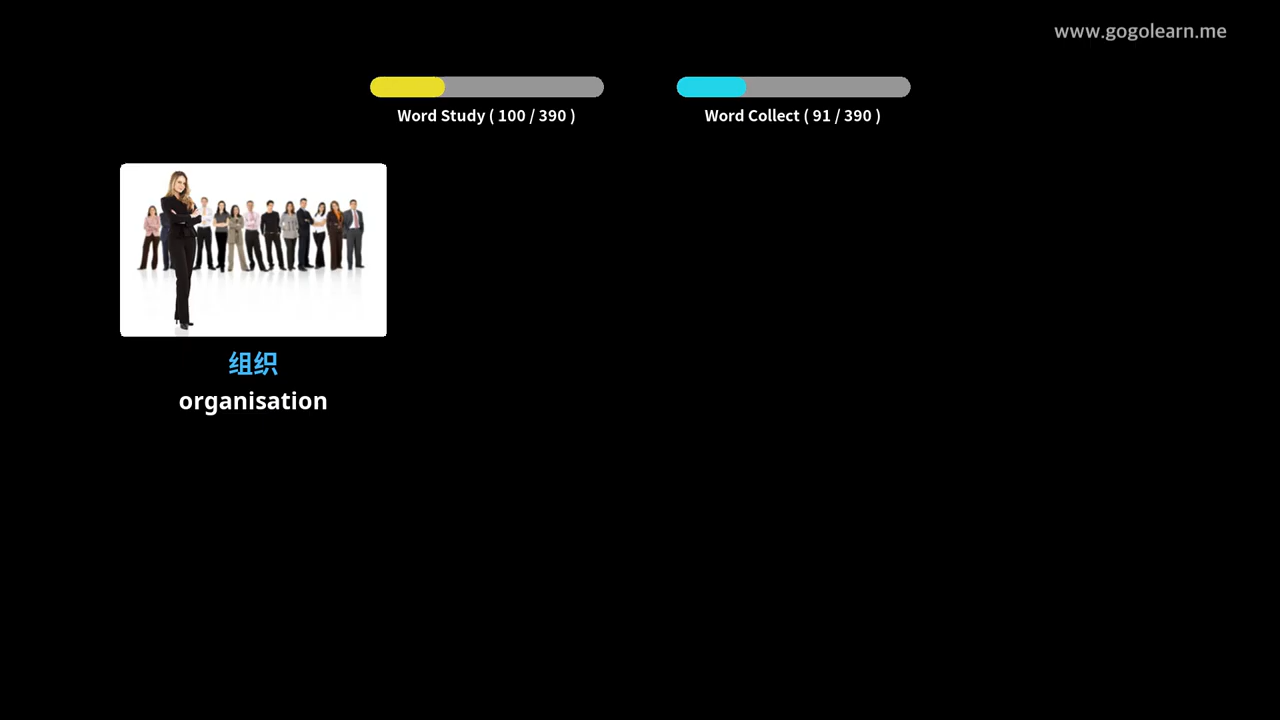 www.gogolearn.me
Word Study ( 100 / 390 )
Word Collect ( 91 / 390 )
组织
organisation